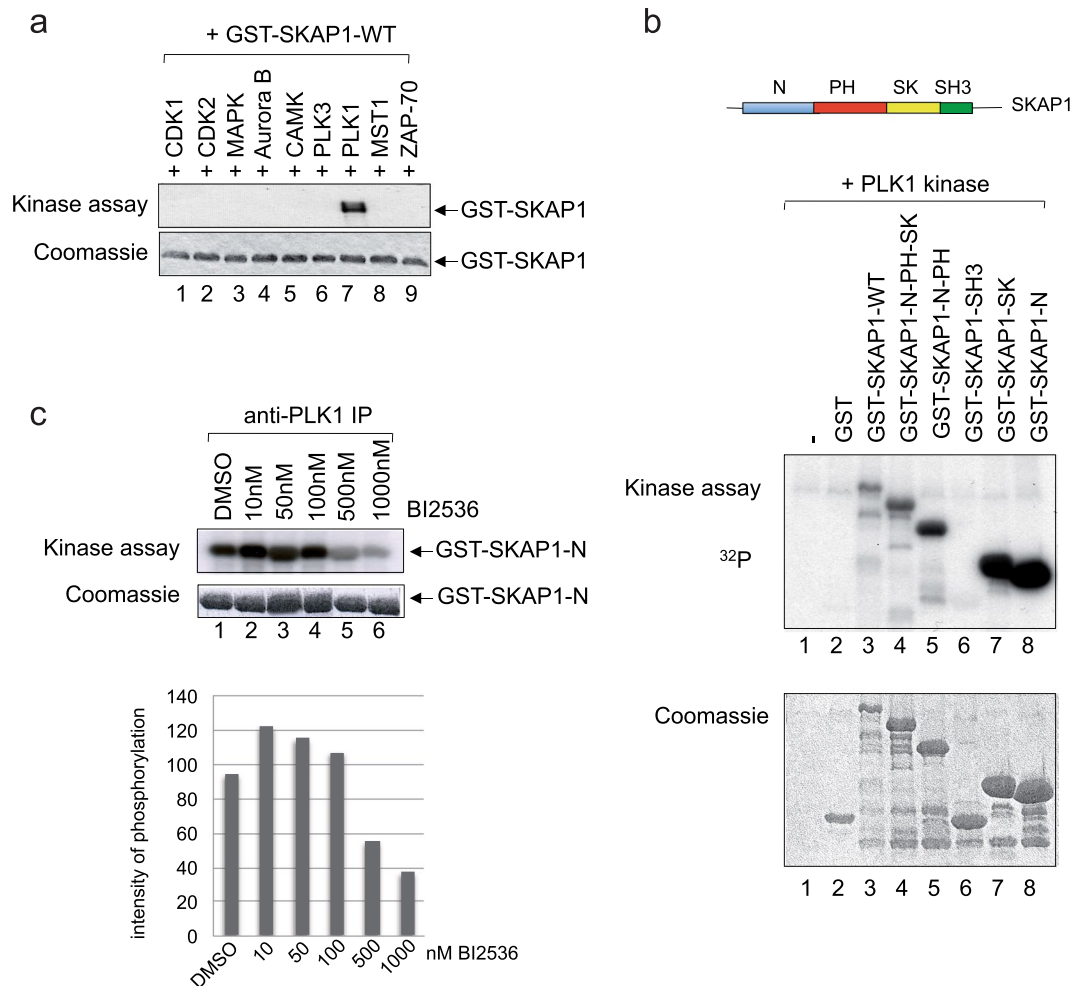 a
+ GST-SKAP1-WT
+ CDK1
+ CDK2
+ MAPK
+ Aurora B
+ CAMK
+ PLK3
+ PLK1
+ MST1
+ ZAP-70
Kinase assay
GST-SKAP1
Coomassie
GST-SKAP1
1 2 3 4 5 6 7 8 9
b
N PH SK SH3
SKAP1
+ PLK1 kinase
-
GST
GST-SKAP1-WT
GST-SKAP1-N-PH-SK
GST-SKAP1-N-PH
GST-SKAP1-SH3
GST-SKAP1-SK
GST-SKAP1-N
Kinase assay
32P
1 2 3 4 5 6 7 8
Coomassie
1 2 3 4 5 6 7 8
c
anti-PLK1 IP
DMSO
10nM
50nM
100nM
500nM
1000nM
BI2536
Kinase assay
GST-SKAP1-N
Coomassie
GST-SKAP1-N
1 2 3 4 5 6
intensity of phosphorylation
140
120
100
80
60
40
20
0
DMSO 10 50 100 500 1000 nM BI2536